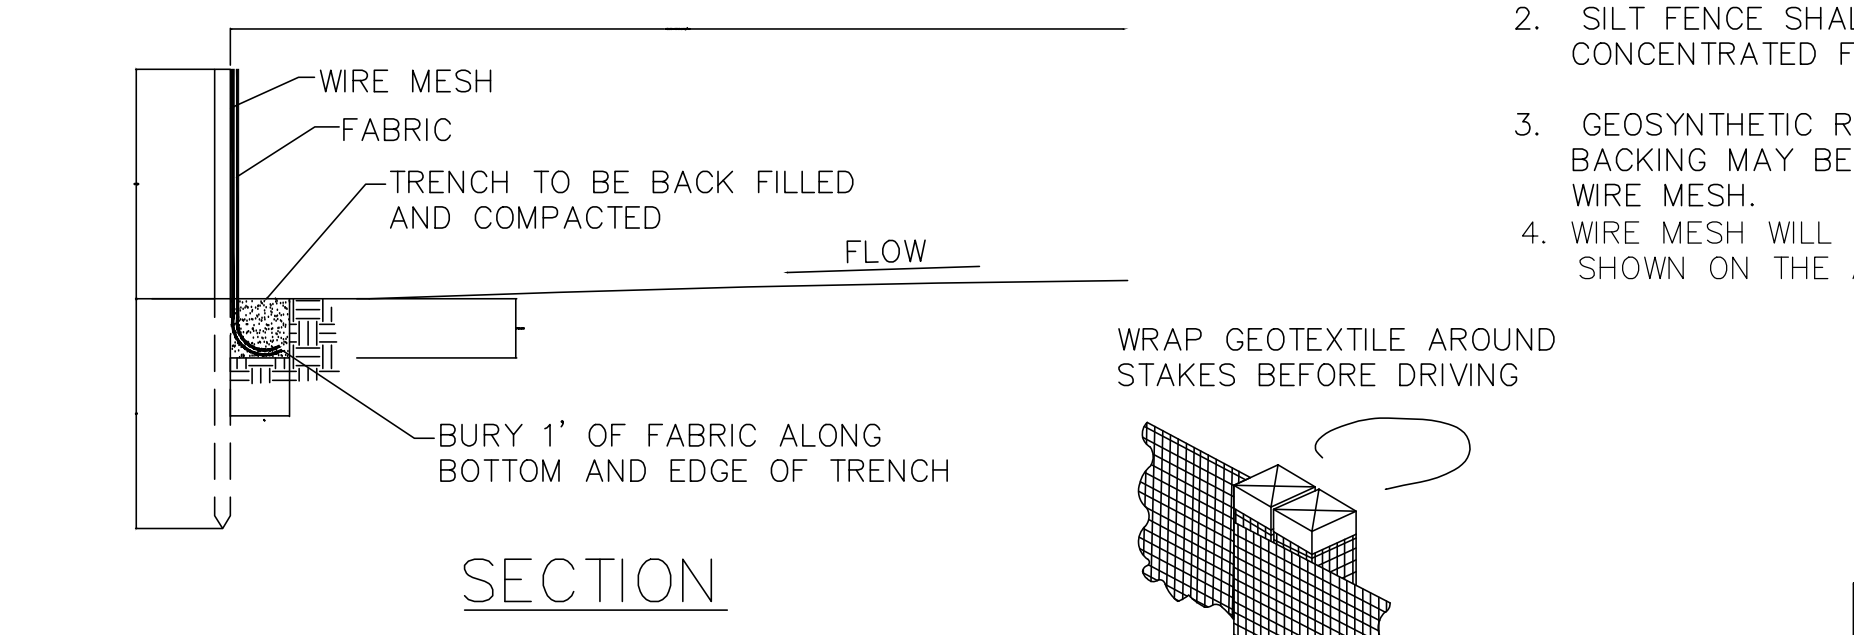 WIRE MESH
FABRIC
TRENCH TO BE BACK FILLED
AND COMPACTED
FLOW
BURY 1' OF FABRIC ALONG
BOTTOM AND EDGE OF TRENCH
SECTION
WRAP GEOTEXTILE AROUND
STAKES BEFORE DRIVING
2. SILT FENCE
CONCENTRATED
3. GEOSYNTHETIC
BACKING MAY BE
WIRE MESH.
4. WIRE MESH WILL
SHOWN ON THE